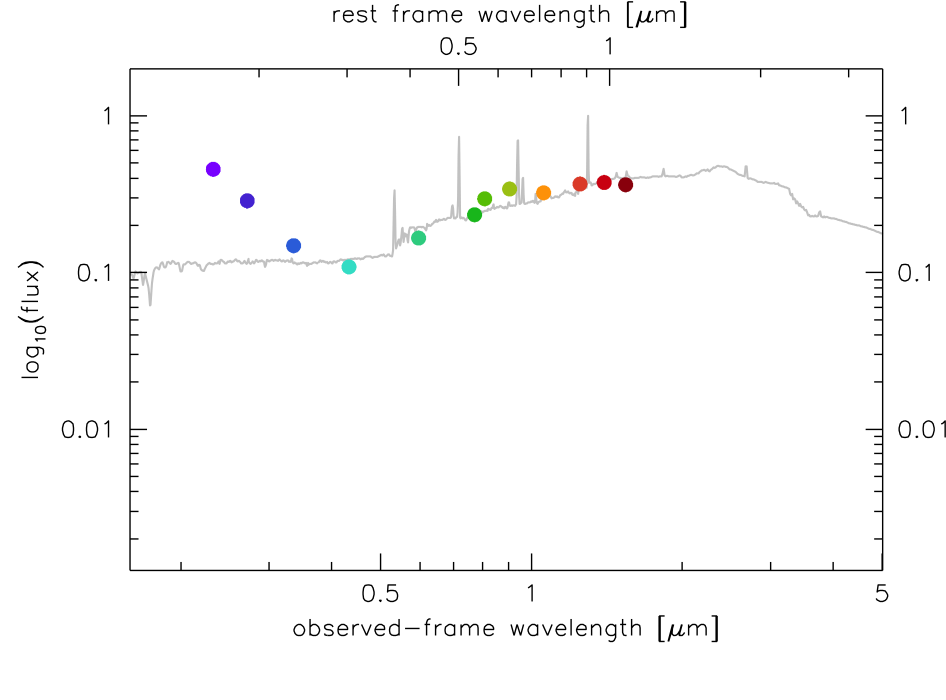 rest frame wavelength [μm]
0.5 1
1 1
0.1 0.1
0.01 0.01
log10(flux)
0.5 1 5
observed-frame wavelength [μm]